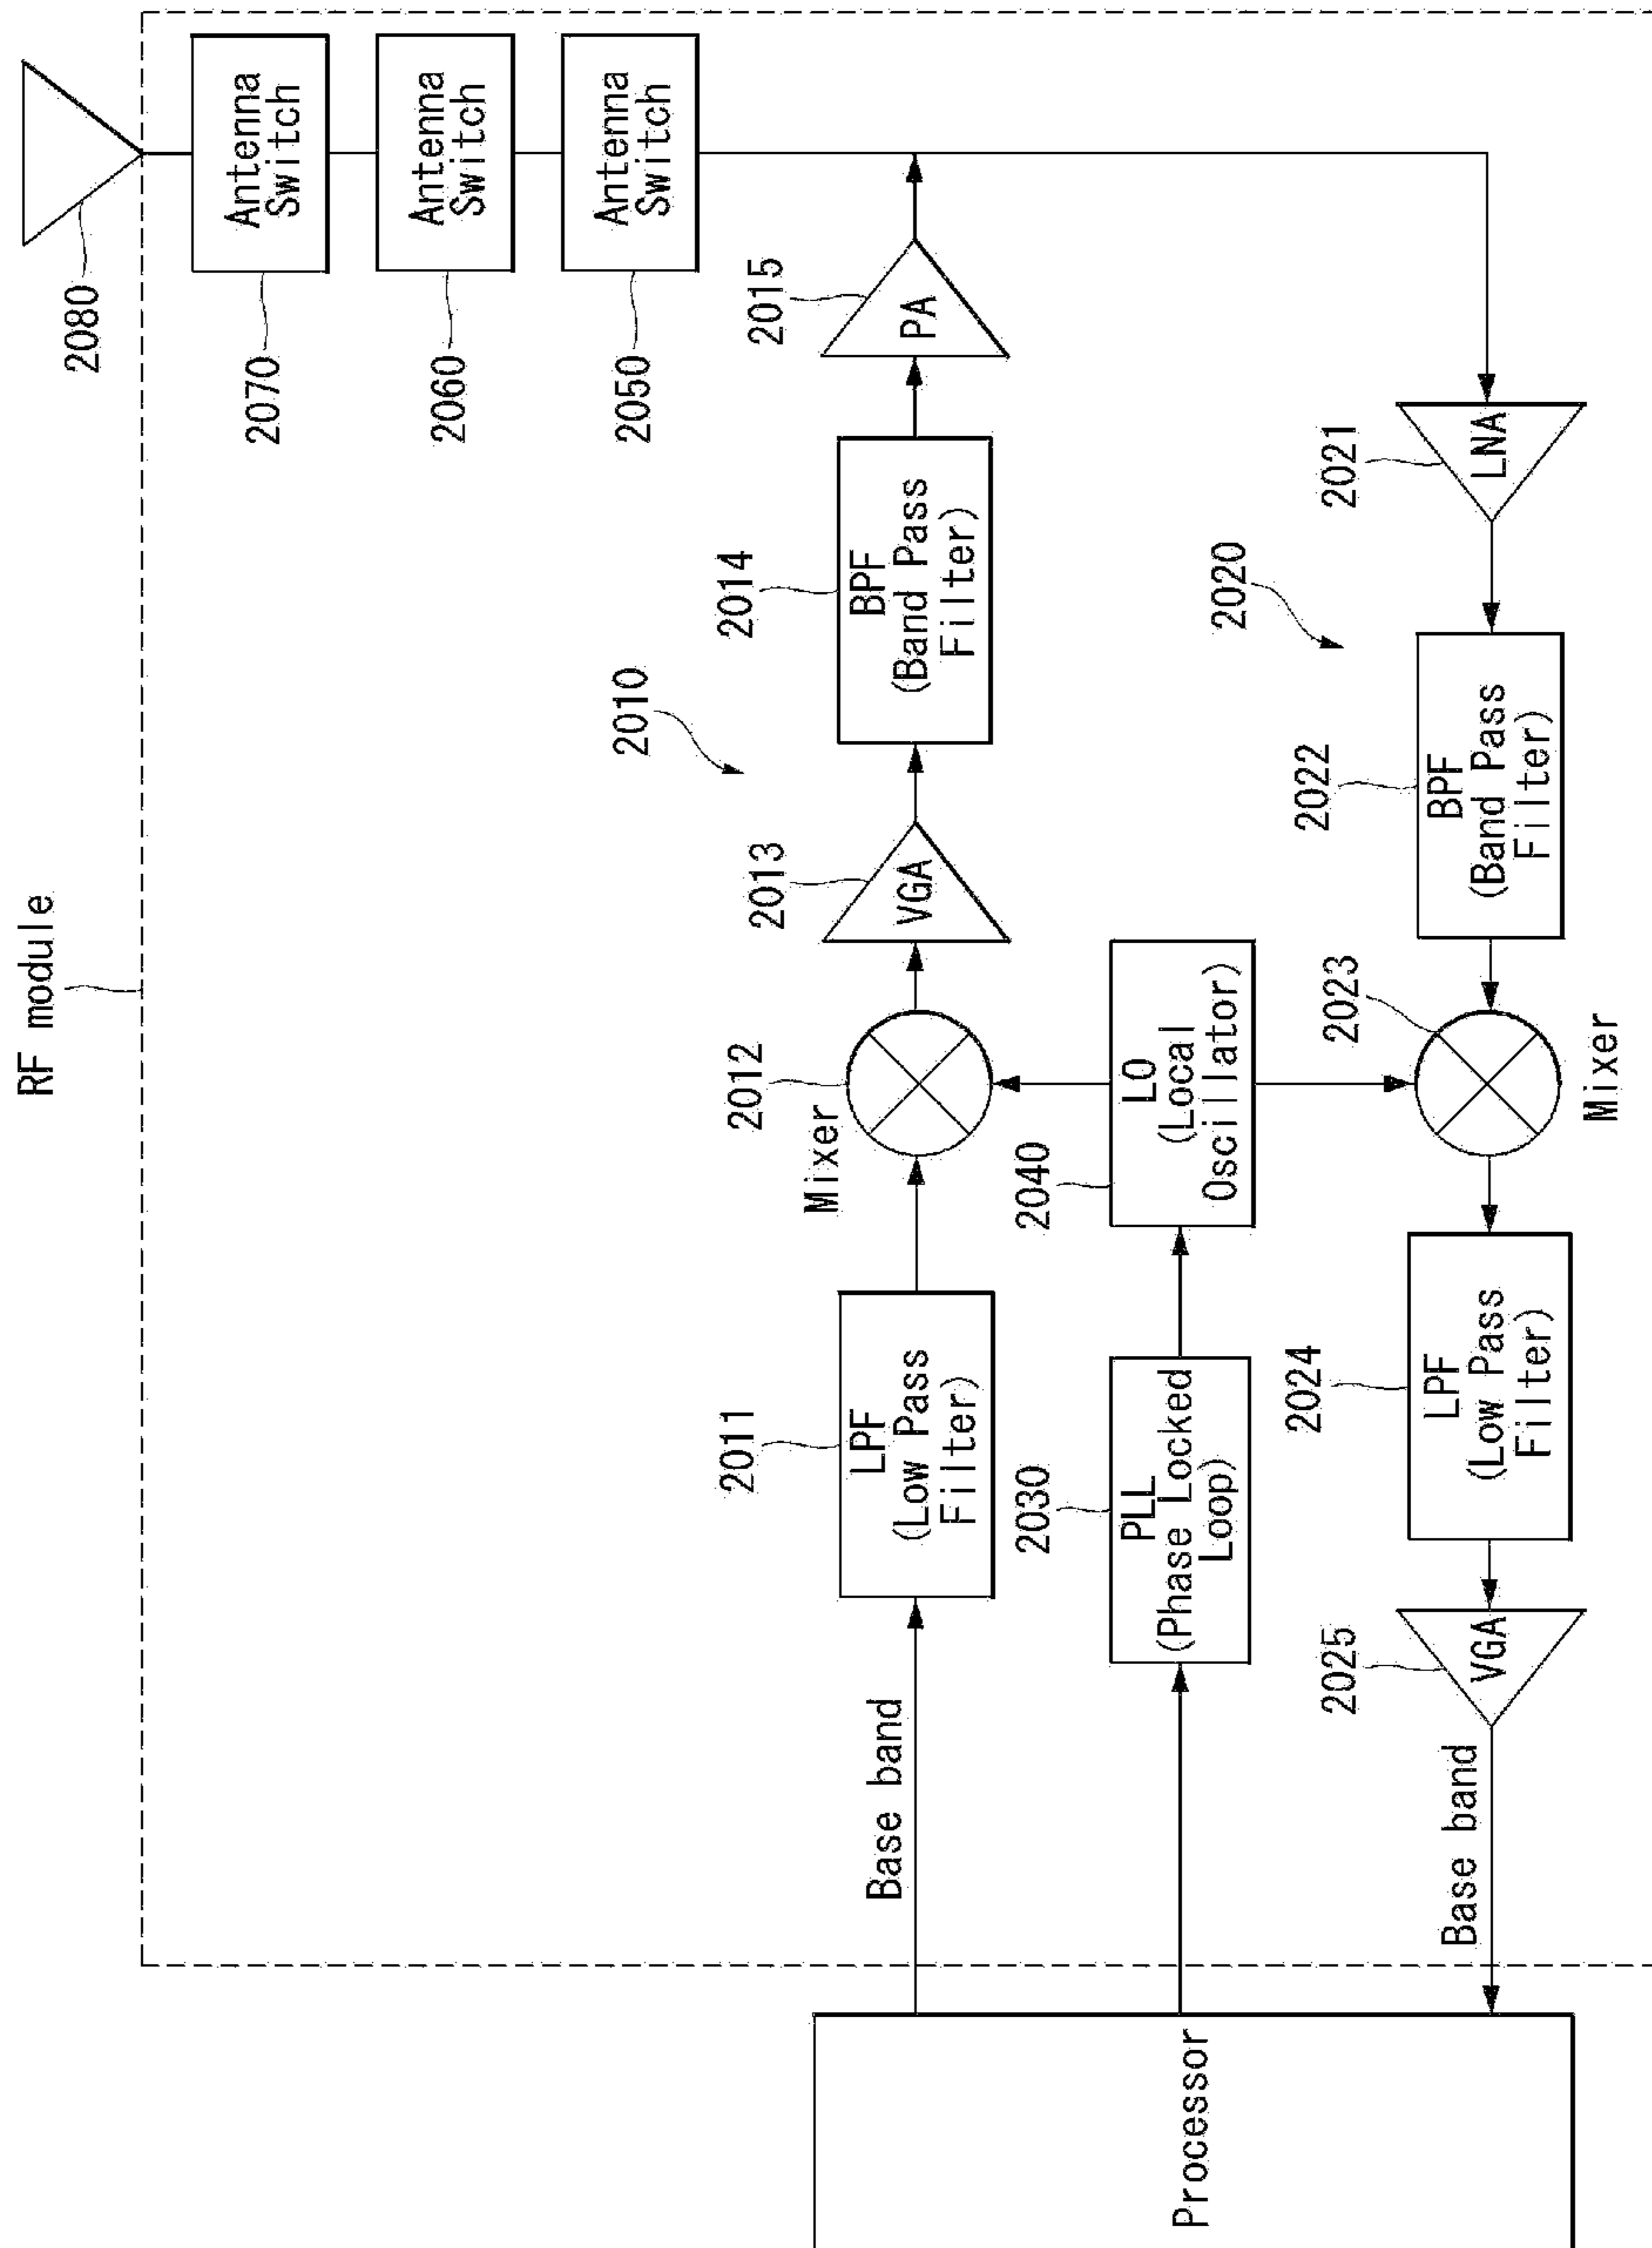 RF module
2080
Antenna
Switch
2070
Antenna
Switch
2060
Antenna
Switch
2050
2010
Base band
LPF
(Low Pass
Filter)
2011
Mixer
2012
VGA
2013
BPF
(Band Pass
Filter)
2014
PA
2015
Processor
PLL
(Phase Locked
Loop)
2030
LO
(Local
Oscillator)
2040
2020
LNA
2021
BPF
(Band Pass
Filter)
2022
2023
Mixer
LPF
(Low Pass
Filter)
2024
VGA
2025
Base band